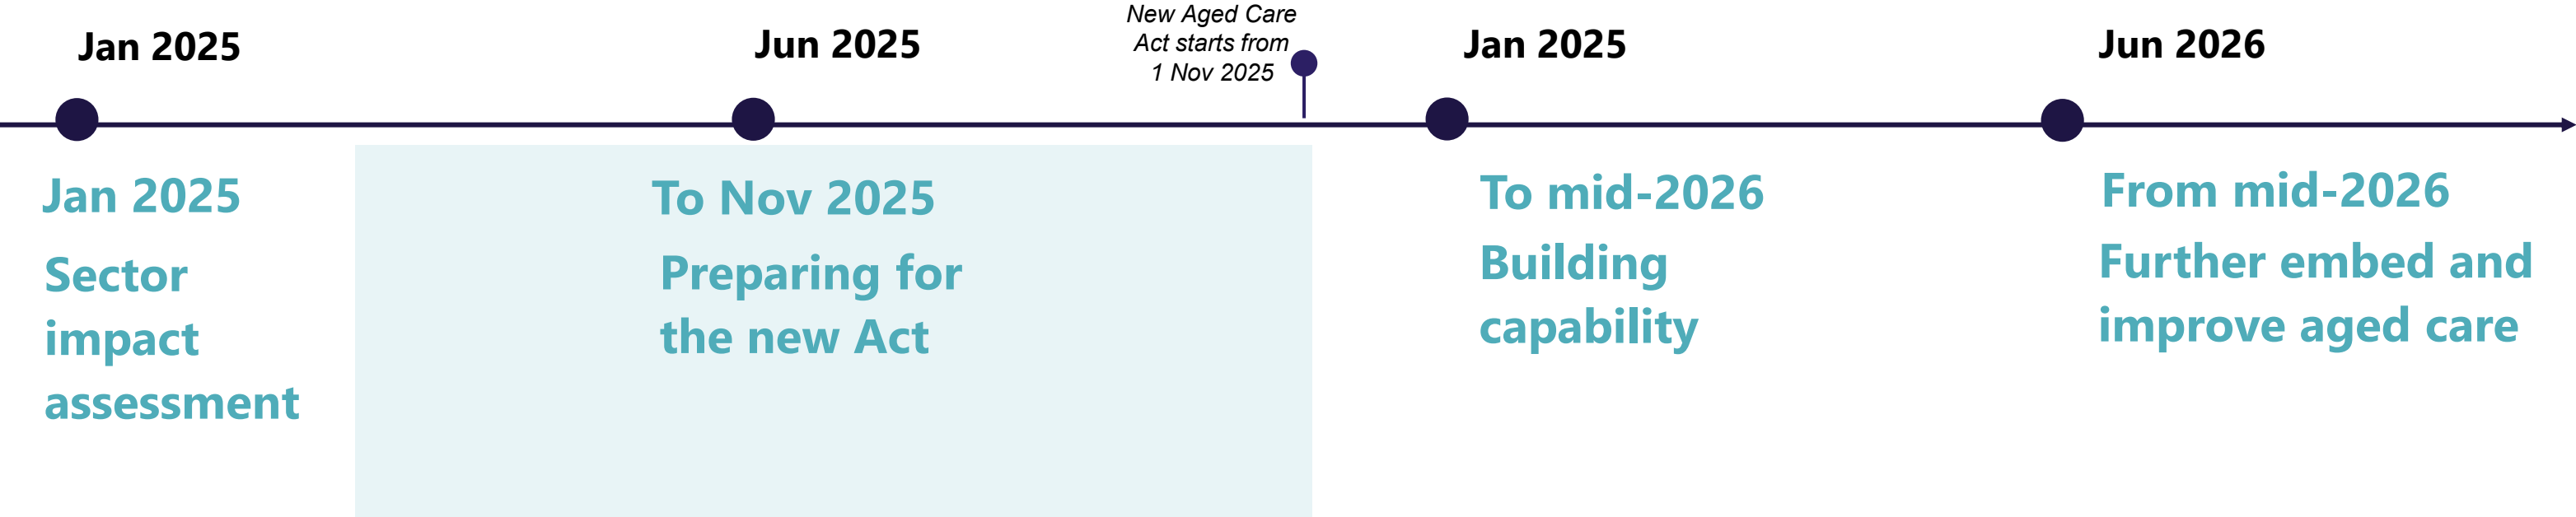 Jan 2025
Jun 2025
New Aged Care
Act starts from
1 Nov 2025
Jan 2025
Jun 2026
Jan 2025
Sector
impact
assessment
To Nov 2025
Preparing for
the new Act
To mid-2026
Building
capability
From mid-2026
Further embed and
improve aged care